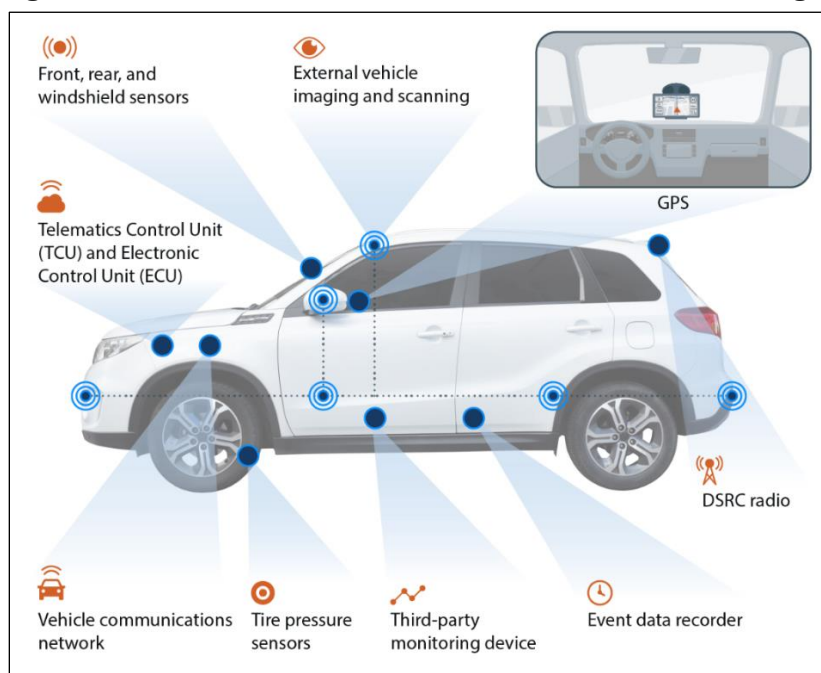 Front, rear, and
windshield sensors
External vehicle
imaging and scanning
GPS
Telematics Control Unit
(TCU) and Electronic
Control Unit (ECU)
DSRC radio
Vehicle communications
network
Tire pressure
sensors
Third-party
monitoring device
Event data recorder